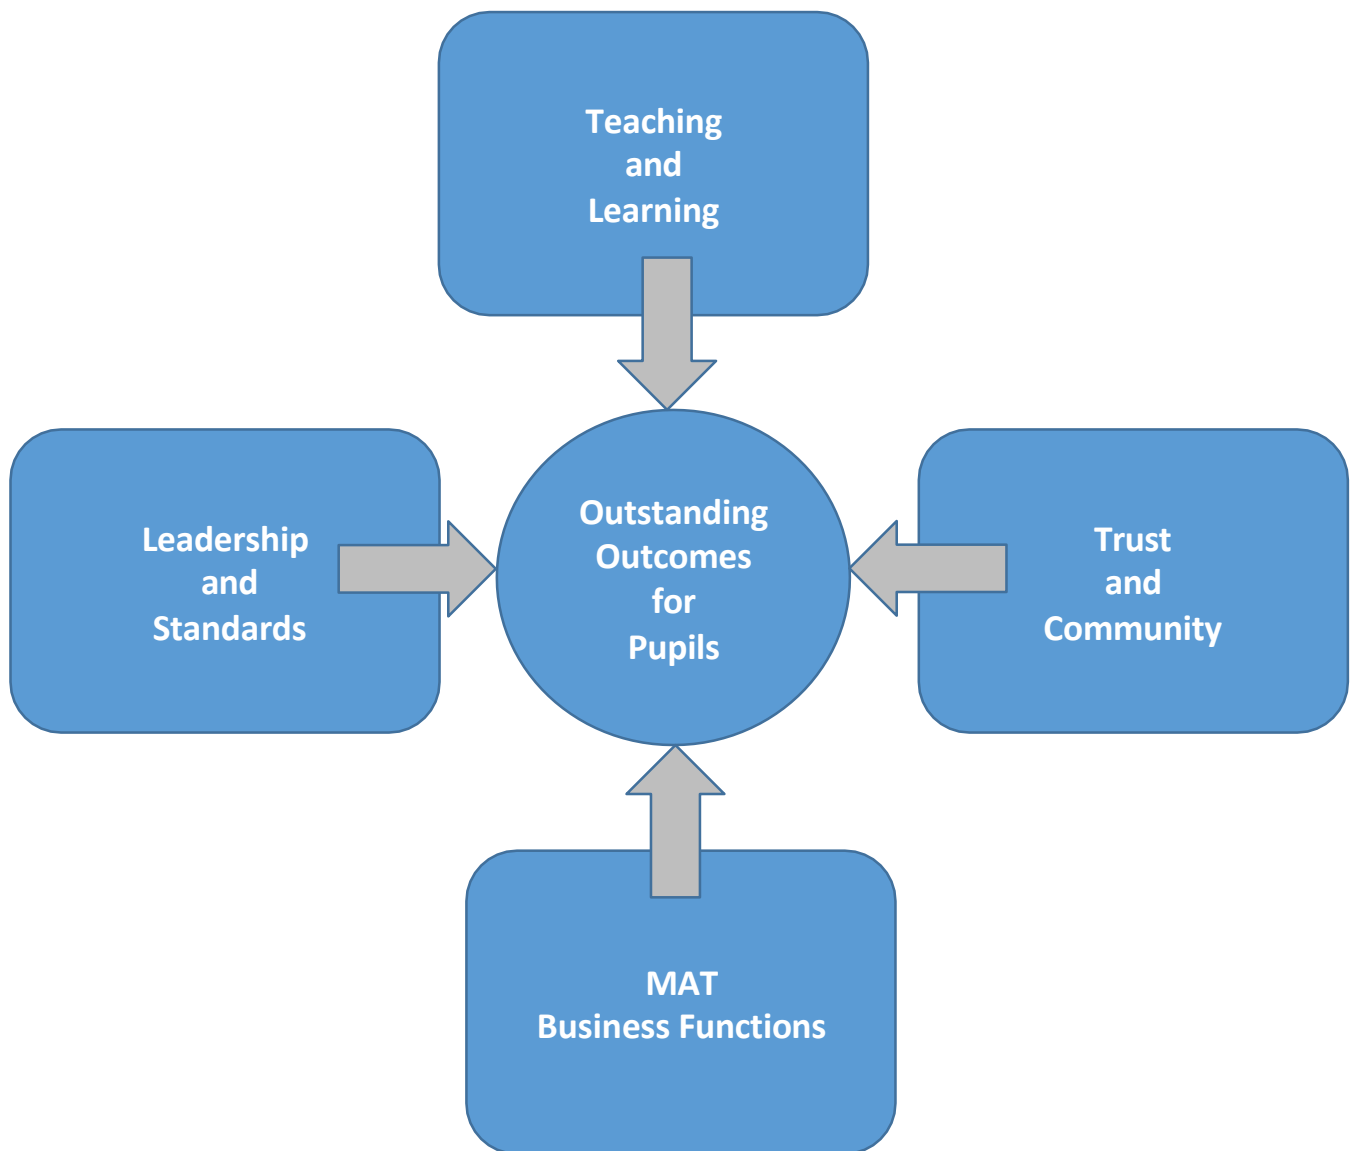 Teaching
and
Learning
Leadership
and
Standards
Outstanding
Outcomes
for
Pupils
Trust
and
Community
MAT
Business Functions